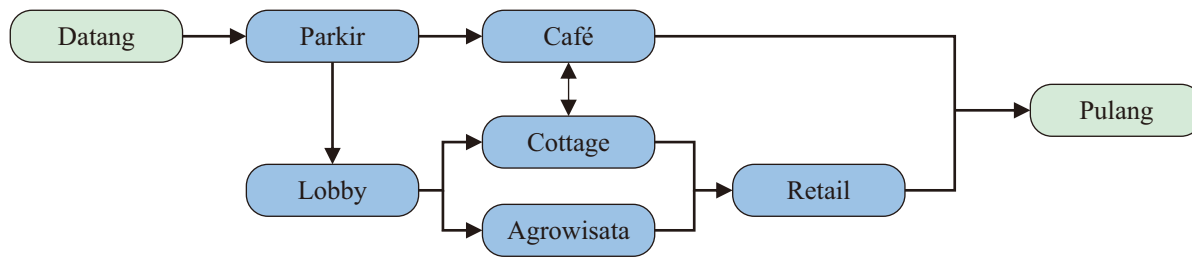 Datang
Parkir
Café
Pulang
Cottage
Lobby
Retail
Agrowisata